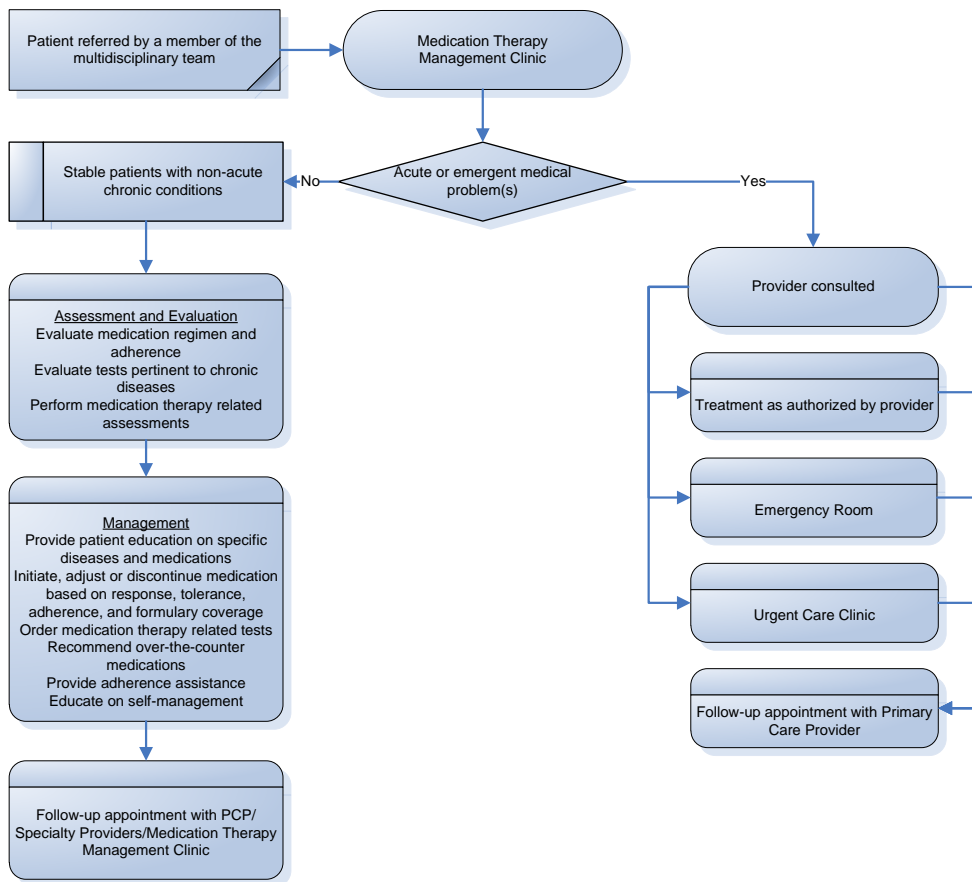 Patient referred by a member of the
multidisciplinary team
Medication Therapy
Management Clinic
Acute or emergent medical
problem(s)
No
Yes
Stable patients with non-acute
chronic conditions
Assessment and Evaluation
Evaluate medication regimen and
adherence
Evaluate tests pertinent to chronic
diseases
Perform medication therapy related
assessments
Management
Provide patient education on specific
diseases and medications
Initiate, adjust or discontinue medication
based on response, tolerance,
adherence, and formulary coverage
Order medication therapy related tests
Recommend over-the-counter
medications
Provide adherence assistance
Educate on self-management
Follow-up appointment with PCP/
Specialty Providers/Medication Therapy
Management Clinic
Provider consulted
Treatment as authorized by provider
Emergency Room
Urgent Care Clinic
Follow-up appointment with Primary
Care Provider